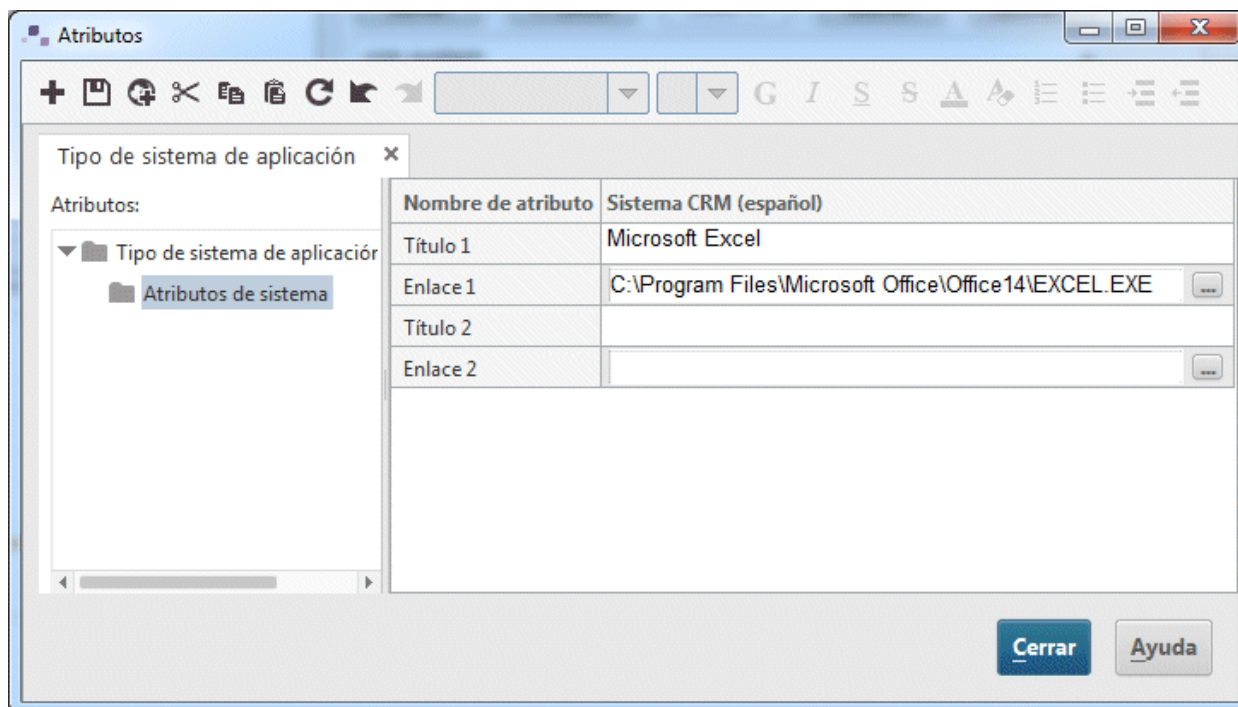 Atributos
G I S S A
Tipo de sistema de aplicación
Atributos:
Nombre de atributo Sistema CRM (español)
Tipo de sistema de aplicación
Atributos de sistema
Título 1 Microsoft Excel
Enlace 1 C:\Program Files\Microsoft Office\Office14\EXCEL.EXE ...
Título 2
Enlace 2 ...
Cerrar Ayuda